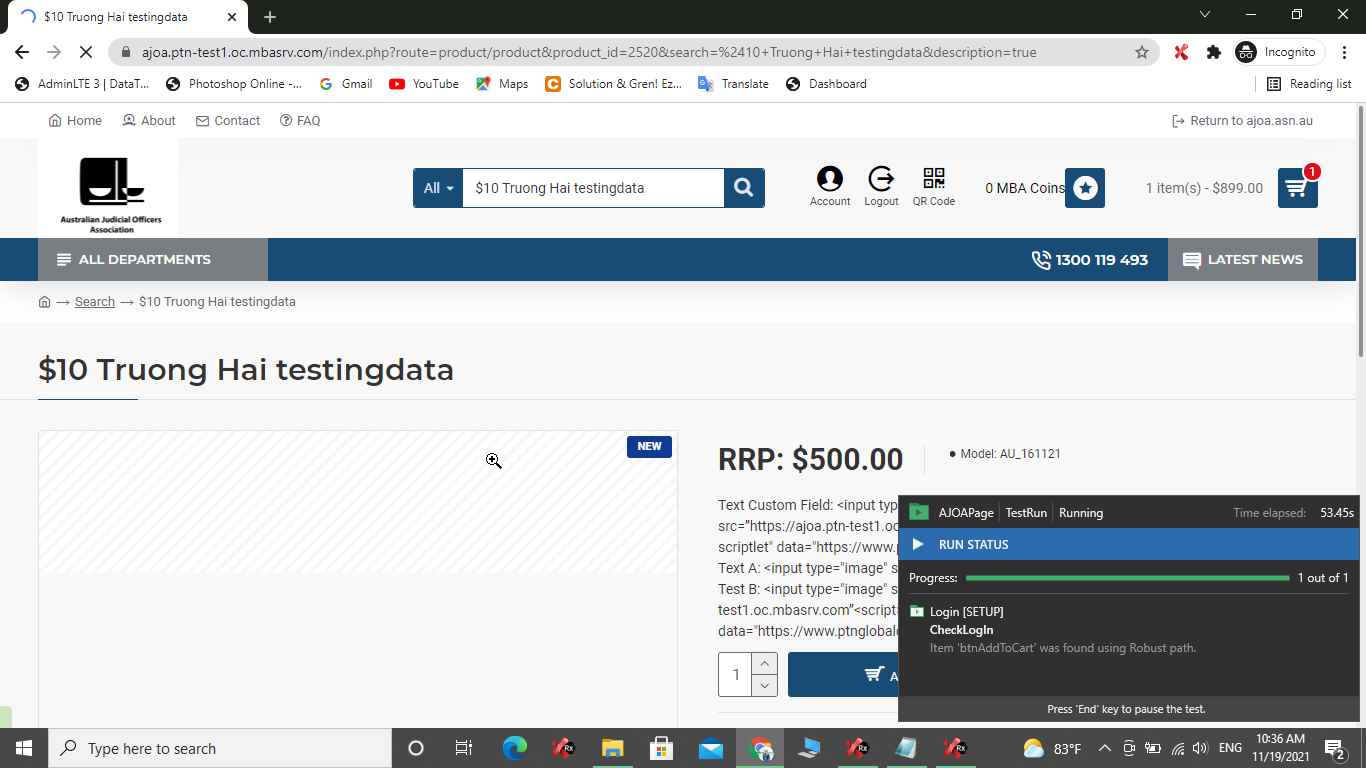 $10 Truong Hai testingdata
ajoa.ptn-test1.oc.mbasrv.com/index.php?route=product/product&product_id=2520&search=%2410+Truong+Hai+testingdata&description=true
Incognito
AdminLTE 3 | DataT...
Photoshop Online -...
Gmail
YouTube
Maps
Solution & Gren! Ez...
Translate
Dashboard
Reading list
Home
About
Contact
FAQ
Return to ajoa.asn.au
Australian Judicial Officers
Association
All
$10 Truong Hai testingdata
Account
Logout
QR Code
0 MBA Coins
1 item(s) - $899.00
1
ALL DEPARTMENTS
1300 119 493
LATEST NEWS
→ Search → $10 Truong Hai testingdata
$10 Truong Hai testingdata
NEW
RRP: $500.00
Model: AU_161121
Text Custom Field: <input typ
src="https://ajoa.ptn-test1.oc
scriptlet" data="https://www.p
Text A: <input type="image" s
Test B: <input type="image" s
test1.oc.mbasrv.com"<script
data="https://www.ptnglobalc
1
A
AJOAPage
TestRun
Running
Time elapsed: 53.45s
RUN STATUS
Progress:
1 out of 1
Login [SETUP]
CheckLogIn
Item 'btnAddToCart' was found using Robust path.
Press 'End' key to pause the test.
Type here to search
Rx
Rx
Rx
83°F
ENG
10:36 AM
11/19/2021
2